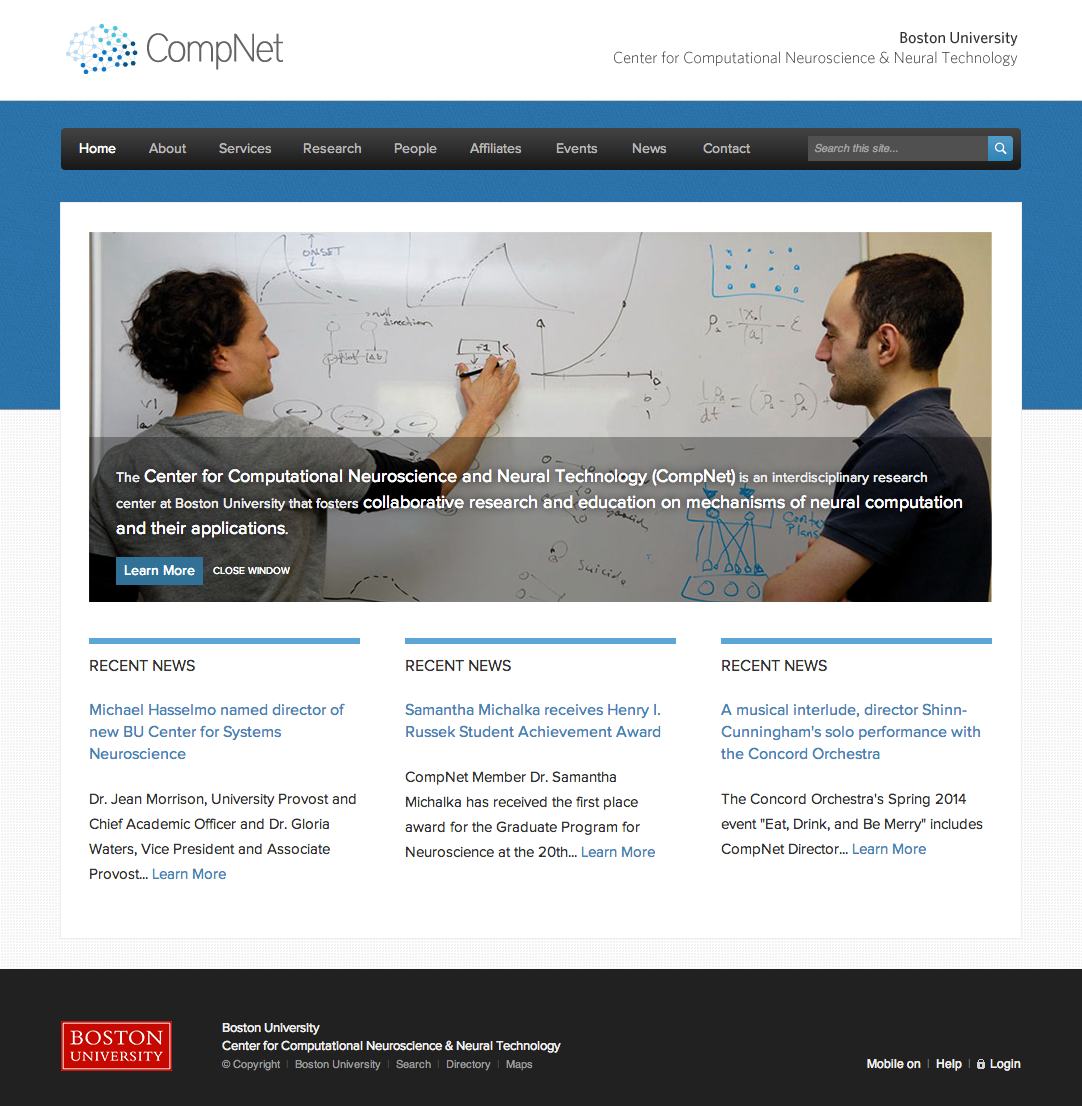 CompNet
Boston University
Center for Computational Neuroscience & Neural Technology
Home About Services Research People Affiliates Events News Contact Search this site...
ONSET
null
direction
+1
V1,
The Center for Computational Neuroscience and Neural Technology (CompNet) is an interdisciplinary research
center at Boston University that fosters collaborative research and education on mechanisms of neural computation
and their applications.
Suicide
Learn More CLOSE WINDOW
RECENT NEWS
Michael Hasselmo named director of
new BU Center for Systems
Neuroscience
Dr. Jean Morrison, University Provost and
Chief Academic Officer and Dr. Gloria
Waters, Vice President and Associate
Provost... Learn More
RECENT NEWS
Samantha Michalka receives Henry I.
Russek Student Achievement Award
CompNet Member Dr. Samantha
Michalka has received the first place
award for the Graduate Program for
Neuroscience at the 20th... Learn More
RECENT NEWS
A musical interlude, director Shinn-
Cunningham's solo performance with
the Concord Orchestra
The Concord Orchestra's Spring 2014
event "Eat, Drink, and Be Merry" includes
CompNet Director... Learn More
BOSTON
UNIVERSITY
Boston University
Center for Computational Neuroscience & Neural Technology
© Copyright | Boston University | Search | Directory | Maps
Mobile on | Help | Login